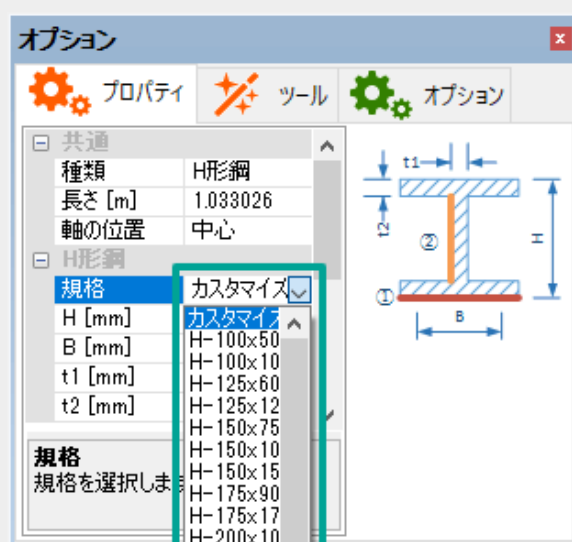 オプション
プロパティ ツール オプション
共通
種類 H形鋼
長さ [m] 1.033026
軸の位置 中心
H形鋼
規格 カスタマイズ
H [mm]
B [mm]
t1 [mm]
t2 [mm]
カスタマイズ
H-100x50
H-100x10
H-125x60
H-125x12
H-150x75
H-150x10
H-150x15
H-175x90
H-175x17
H-200x10
規格
規格を選択しま
t1
t2
②
H
①
B